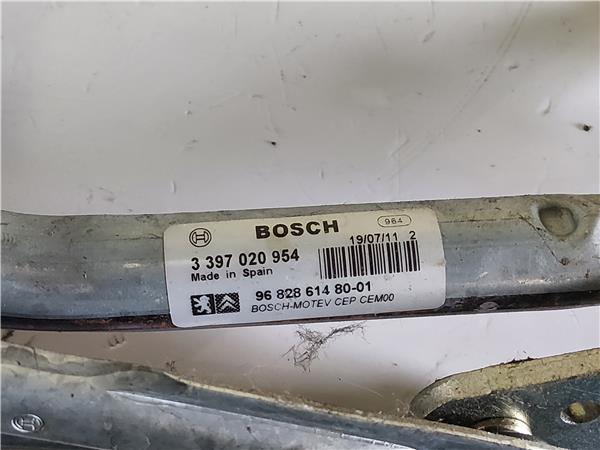 BOSCH
984
3 397 020 954
19/07/11 2
Made in Spain
96 828 614 80-01
BOSCH-MOTEV CEP CEM00